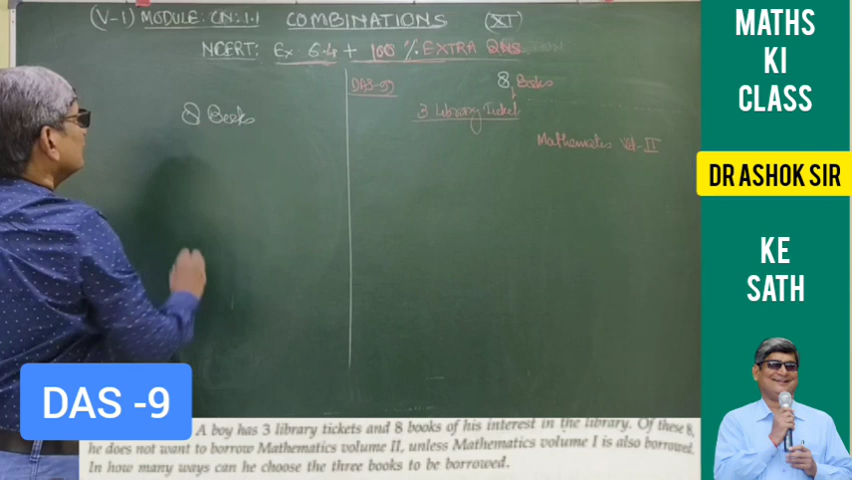 (V-1) MODULE: CN: 1.1 COMBINATIONS (XI)
NCERT: Ex 6.4 + 100 % EXTRA QNS
DAS-99
8 Books
3 Library Ticket
Mathematics Vol-II
8 Books
DAS -9
A boy has 3 library tickets and 8 books of his interest in the library. Of these 8,
he does not want to borrow Mathematics volume II, unless Mathematics volume I is also borrowed.
In how many ways can he choose the three books to be borrowed.
MATHS
KI
CLASS
DR ASHOK SIR
KE
SATH